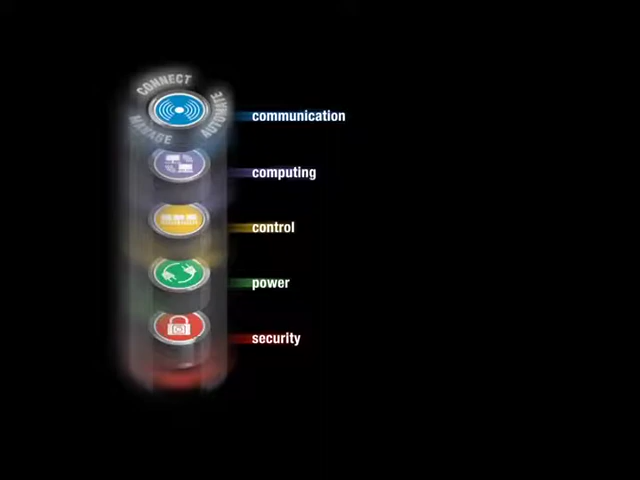 CONNECT
AUTOMATE
MANAGE
communication
computing
control
power
security